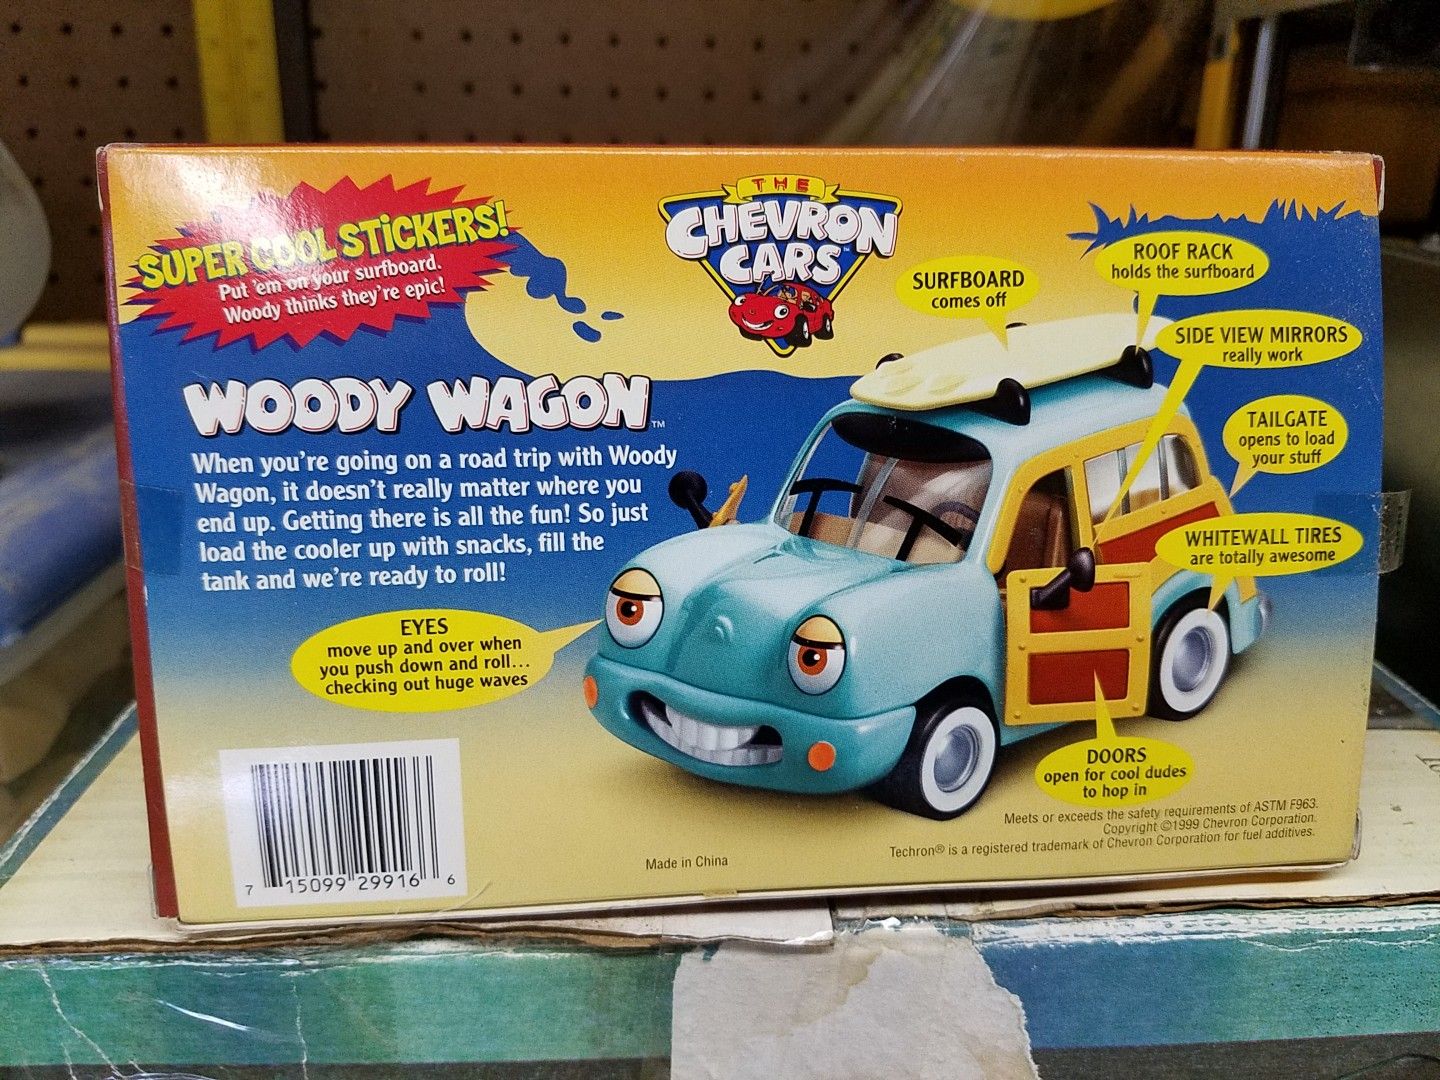 SUPER COOL STiCKERS!
Put 'em on your surfboard.
Woody thinks they're epic!
THE
CHEVRON
CARS™
WOODY WAGON™
When you're going on a road trip with Woody
Wagon, it doesn't really matter where you
end up. Getting there is all the fun! So just
load the cooler up with snacks, fill the
tank and we're ready to roll!
SURFBOARD
comes off
ROOF RACK
holds the surfboard
SIDE VIEW MIRRORS
really work
TAILGATE
opens to load
your stuff
WHITEWALL TIRES
are totally awesome
EYES
move up and over when
you push down and roll...
checking out huge waves
DOORS
open for cool dudes
to hop in
Meets or exceeds the safety requirements of ASTM F963.
Copyright ©1999 Chevron Corporation.
Techron® is a registered trademark of Chevron Corporation for fuel additives.
Made in China
7 15099 29916 6